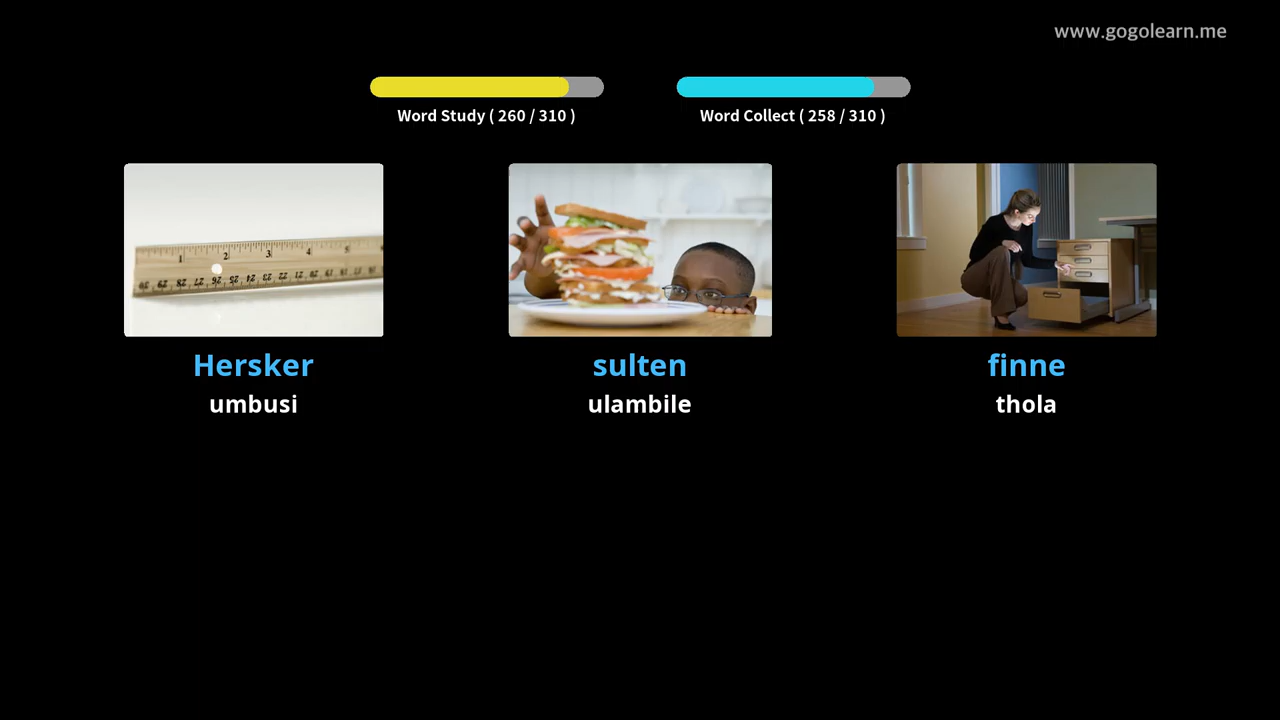 www.gogolearn.me
Word Study ( 260 / 310 )
Word Collect ( 258 / 310 )
Hersker
umbusi
sulten
ulambile
finne
thola